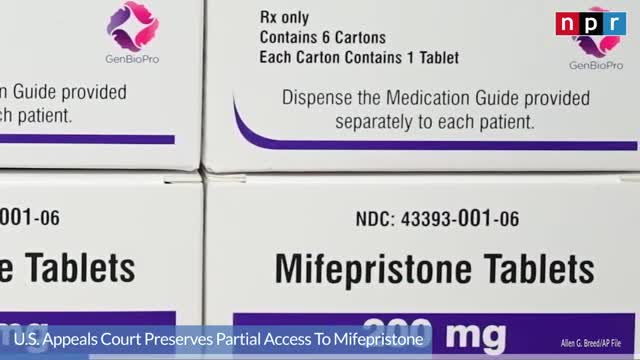 npr
GenBioPro
Rx only
Contains 6 Cartons
Each Carton Contains 1 Tablet
GenBioPro
n Guide provided
ch patient.
Dispense the Medication Guide provided
separately to each patient.
001-06
NDC: 43393-001-06
e Tablets
Mifepristone Tablets
mg
200 mg
U.S. Appeals Court Preserves Partial Access To Mifepristone
Allen G. Breed/AP File